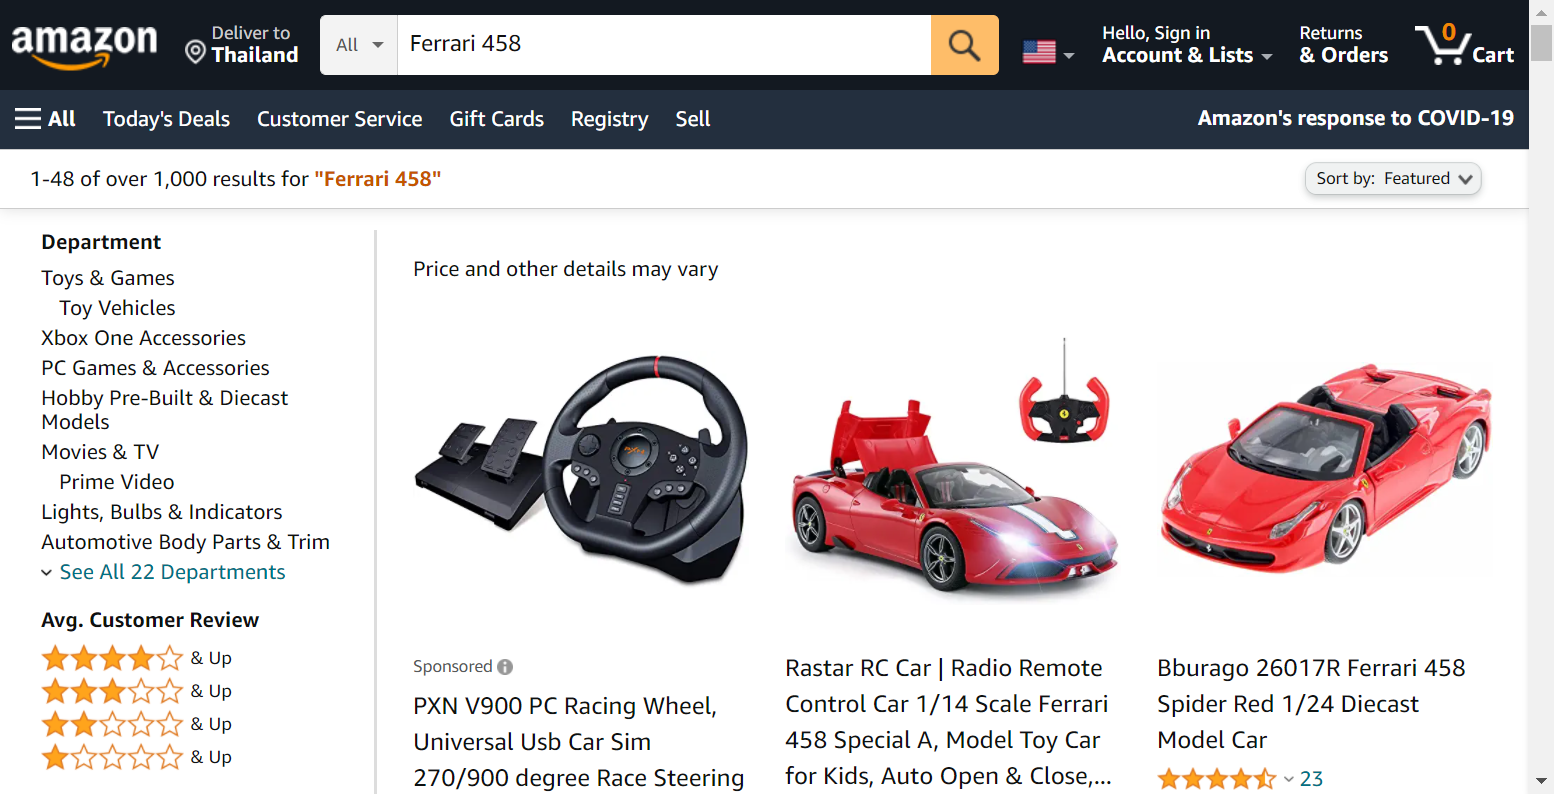 amazon
Deliver to
Thailand
All
Ferrari 458
Hello, Sign in
Account & Lists
Returns
& Orders
0
Cart
All
Today's Deals
Customer Service
Gift Cards
Registry
Sell
Amazon's response to COVID-19
1-48 of over 1,000 results for "Ferrari 458"
Sort by: Featured
Department
Toys & Games
Toy Vehicles
Xbox One Accessories
PC Games & Accessories
Hobby Pre-Built & Diecast
Models
Movies & TV
Prime Video
Lights, Bulbs & Indicators
Automotive Body Parts & Trim
See All 22 Departments
Avg. Customer Review
& Up
& Up
& Up
& Up
Price and other details may vary
Sponsored
PXN V900 PC Racing Wheel,
Universal Usb Car Sim
270/900 degree Race Steering
Rastar RC Car | Radio Remote
Control Car 1/14 Scale Ferrari
458 Special A, Model Toy Car
for Kids, Auto Open & Close,...
Bburago 26017R Ferrari 458
Spider Red 1/24 Diecast
Model Car
23